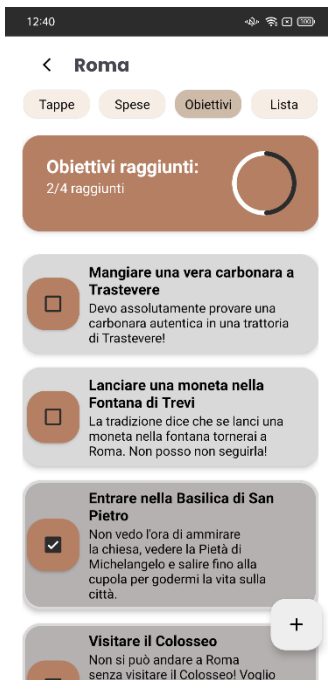 12:40
100
Roma
Tappe
Spese
Obiettivi
Lista
Obiettivi raggiunti:
2/4 raggiunti
Mangiare una vera carbonara a
Trastevere
Devo assolutamente provare una
carbonara autentica in una trattoria
di Trastevere!
Lanciare una moneta nella
Fontana di Trevi
La tradizione dice che se lanci una
moneta nella fontana tornerai a
Roma. Non posso non seguirla!
Entrare nella Basilica di San
Pietro
Non vedo l'ora di ammirare
la chiesa, vedere la Pietà di
Michelangelo e salire fino alla
cupola per godermi la vita sulla
città.
+
Visitare il Colosseo
Non si può andare a Roma
senza visitare il Colosseo! Voglio